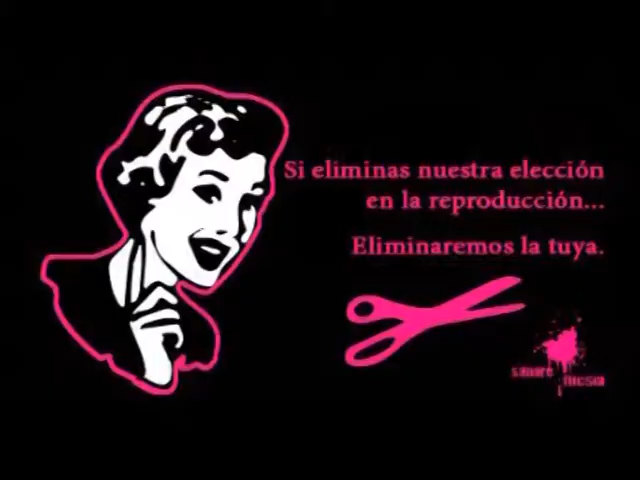 Si eliminas nuestra elección
en la reproducción...
Eliminaremos la tuya.